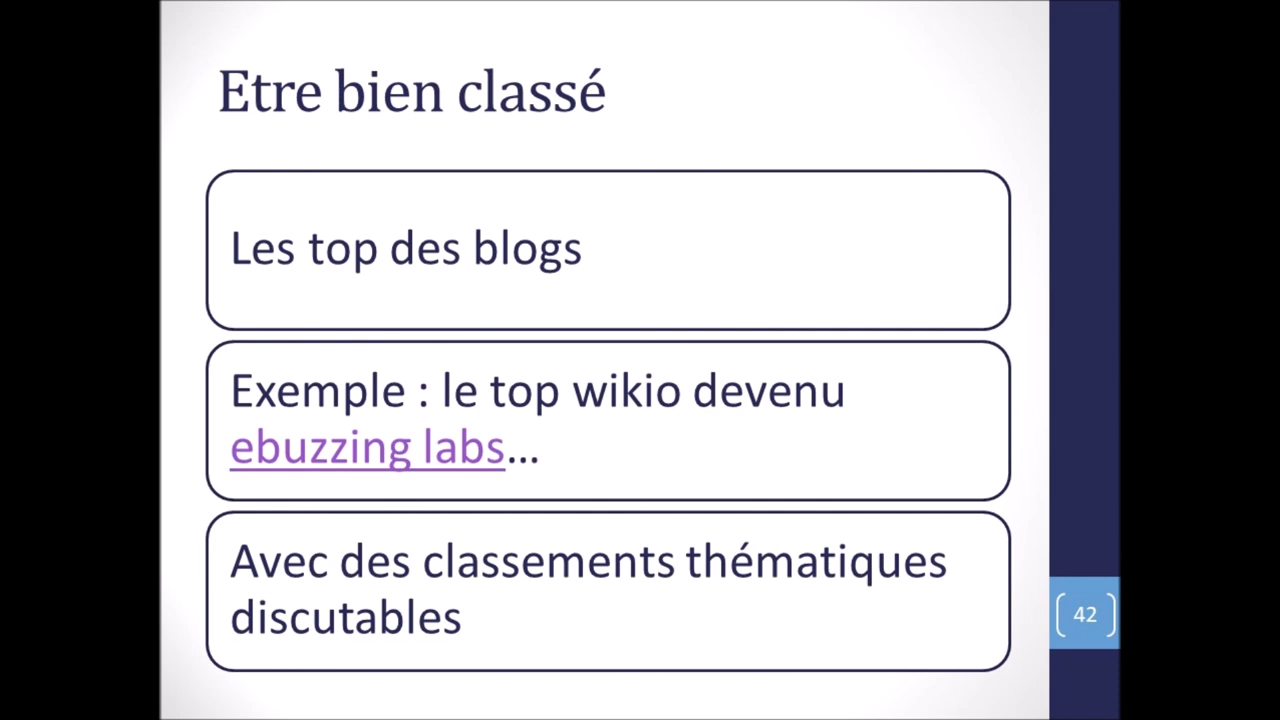 Etre bien classé
Les top des blogs
Exemple : le top wikio devenu
ebuzzing labs...
Avec des classements thématiques
discutables
42